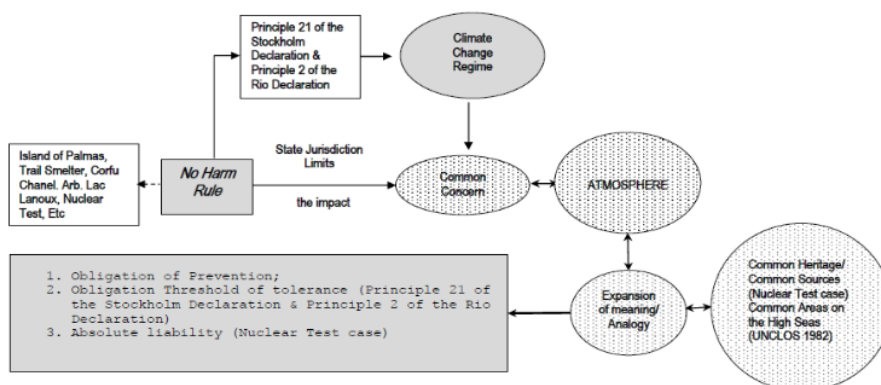 Principle 21 of the
Stockholm
Declaration &
Principle 2 of the
Rio Declaration
Climate
Change
Regime
Island of Palmas,
Trail Smelter, Corfu
Chanel. Arb. Lac
Lanoux, Nuclear
Test, Etc
No Harm
Rule
State Jurisdiction
Limits
the impact
Common
Concern
ATMOSPHERE
1. Obligation of Prevention;
2. Obligation Threshold of tolerance (Principle 21 of
the Stockholm Declaration & Principle 2 of the Rio
Declaration)
3. Absolute liability (Nuclear Test case)
Expansion
of meaning/
Analogy
Common Heritage/
Common Sources
(Nuclear Test case)
Common Areas on
the High Seas
(UNCLOS 1982)